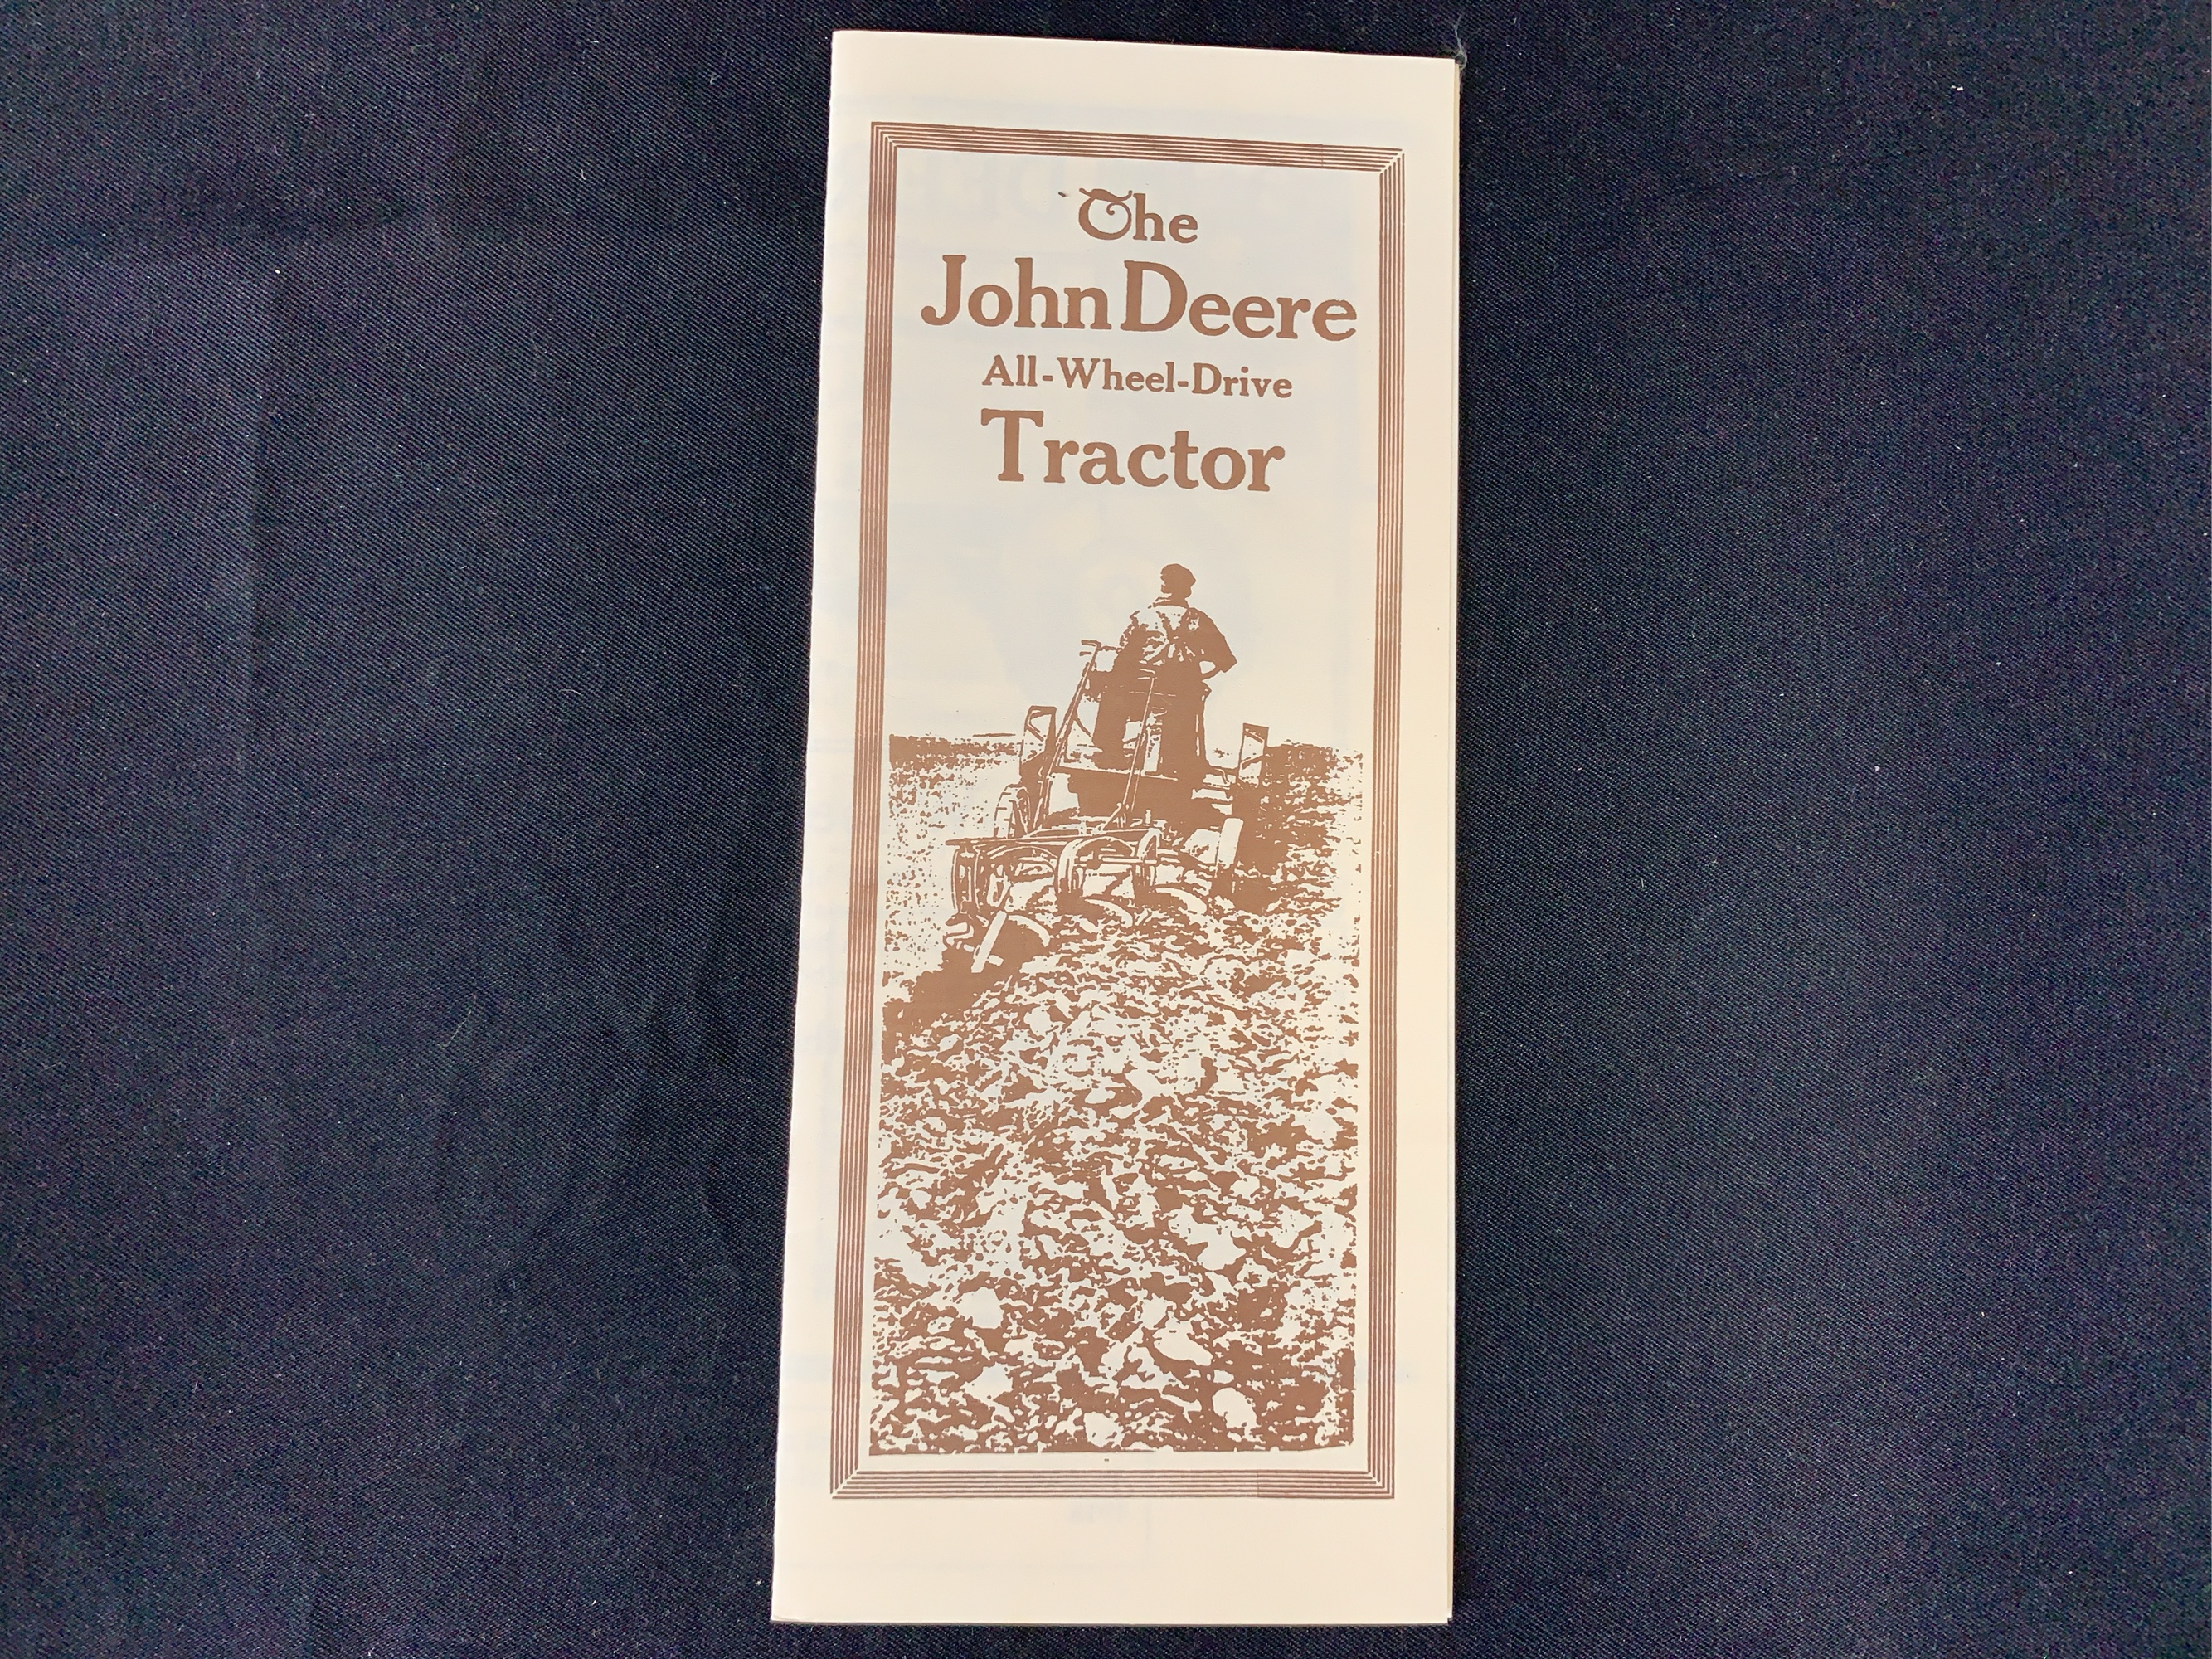 The
John Deere
All-Wheel-Drive
Tractor